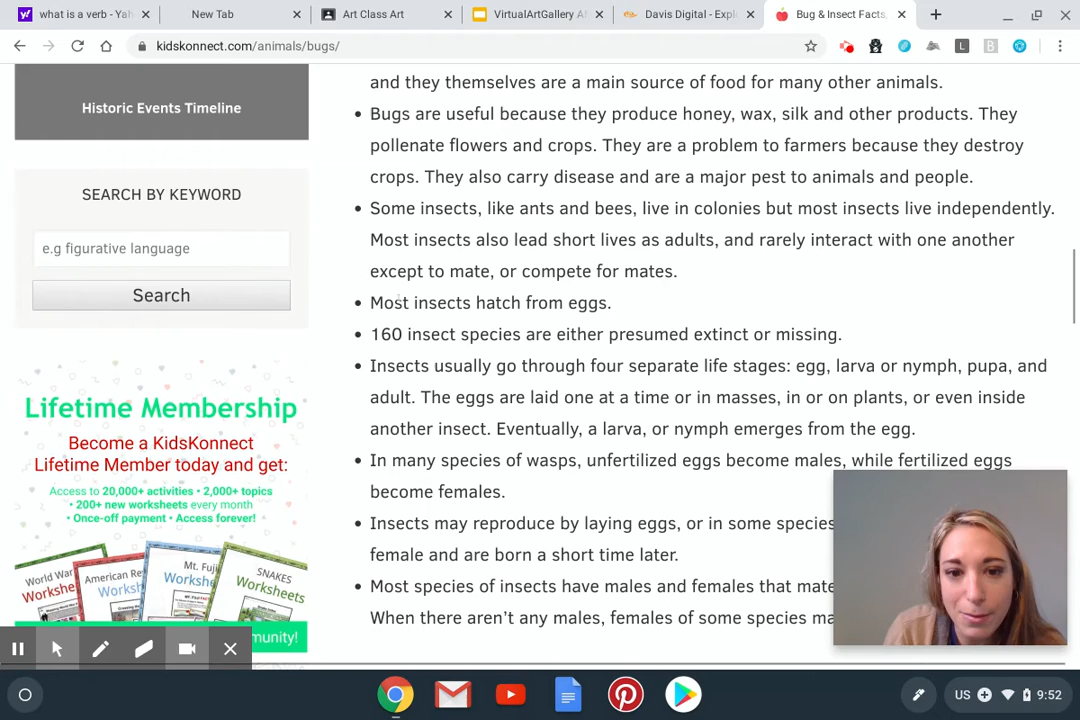 what is a verb - Yah
New Tab
Art Class Art
VirtualArtGallery Af
Davis Digital - Expl
Bug & Insect Facts,
kidskonnect.com/animals/bugs/
Historic Events Timeline
SEARCH BY KEYWORD
e.g figurative language
Search
Lifetime Membership
Become a KidsKonnect
Lifetime Member today and get:
Access to 20,000+ activities • 2,000+ topics
• 200+ new worksheets every month
• Once-off payment • Access forever!
World War
Worksheets
American Re
Worksh
Mt. Fuji
Workshe
SNAKES
Worksheets
munity!
and they themselves are a main source of food for many other animals.
• Bugs are useful because they produce honey, wax, silk and other products. They
pollenate flowers and crops. They are a problem to farmers because they destroy
crops. They also carry disease and are a major pest to animals and people.
• Some insects, like ants and bees, live in colonies but most insects live independently.
Most insects also lead short lives as adults, and rarely interact with one another
except to mate, or compete for mates.
• Most insects hatch from eggs.
• 160 insect species are either presumed extinct or missing.
• Insects usually go through four separate life stages: egg, larva or nymph, pupa, and
adult. The eggs are laid one at a time or in masses, in or on plants, or even inside
another insect. Eventually, a larva, or nymph emerges from the egg.
• In many species of wasps, unfertilized eggs become males, while fertilized eggs
become females.
• Insects may reproduce by laying eggs, or in some species
female and are born a short time later.
• Most species of insects have males and females that mate
When there aren't any males, females of some species ma
US
9:52